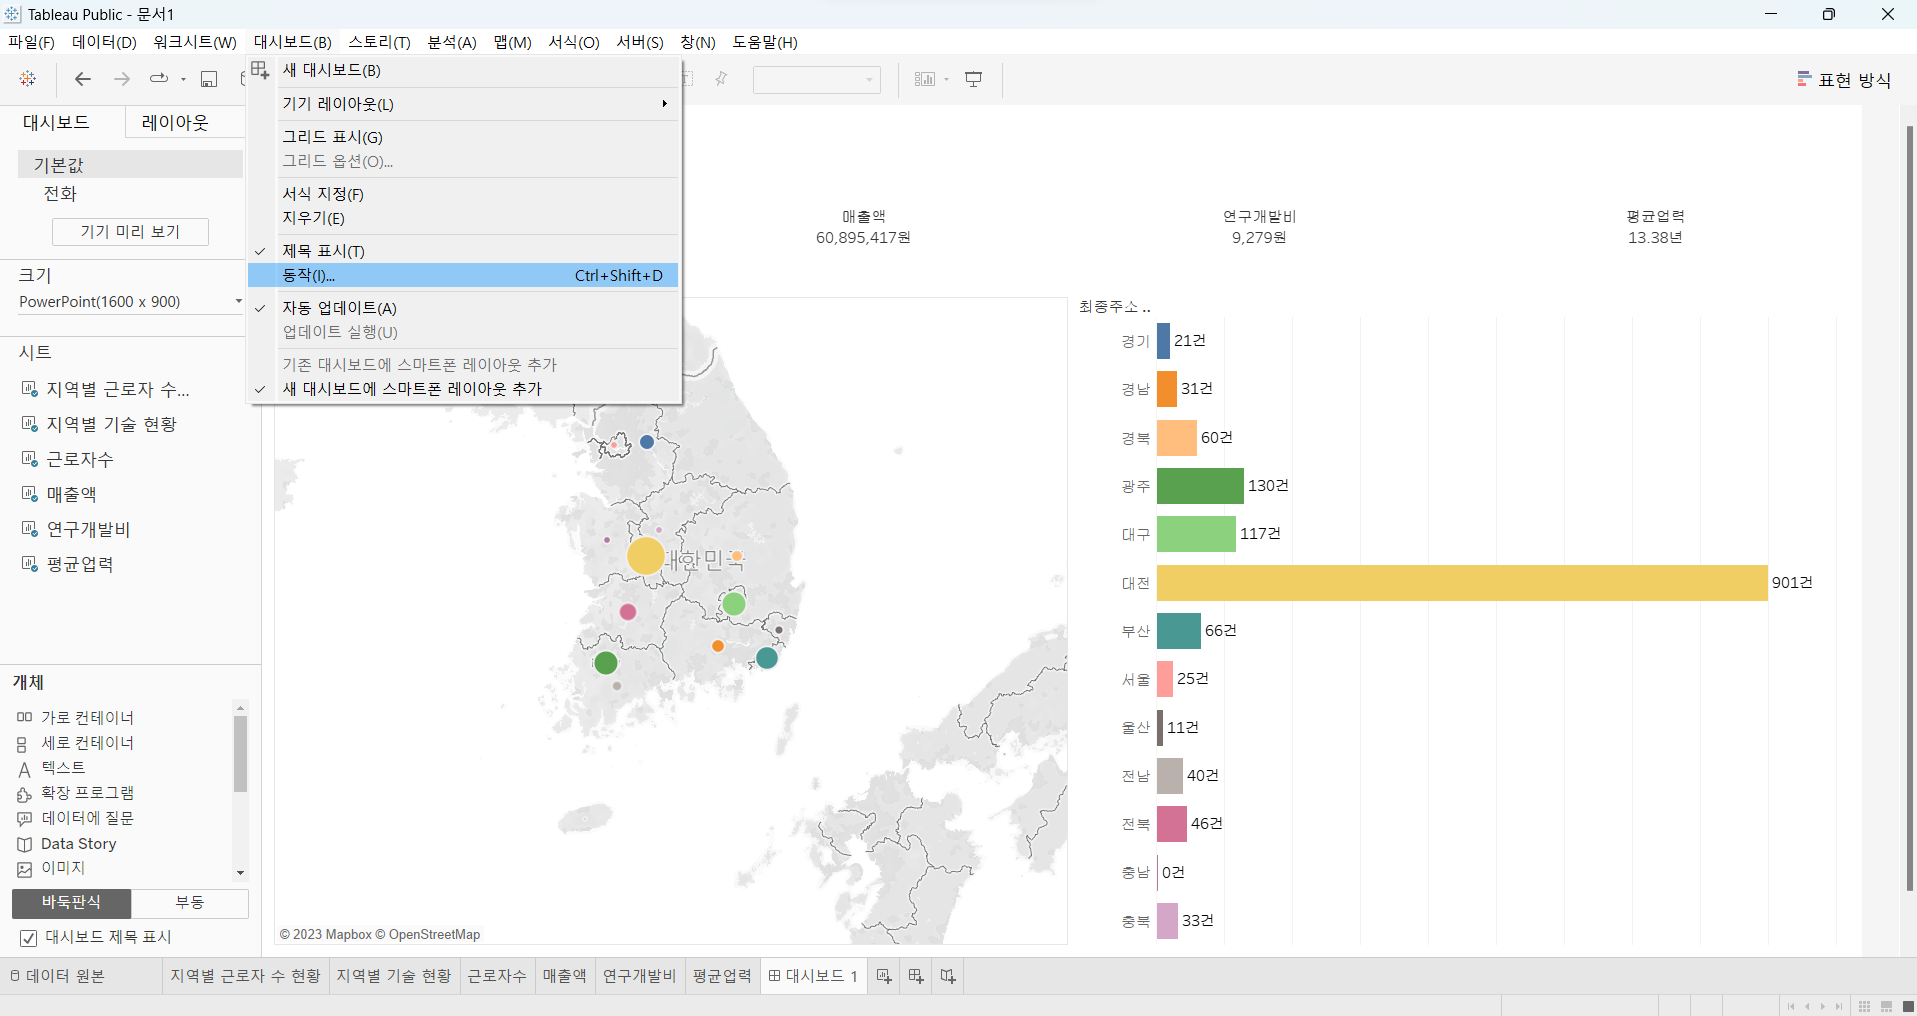 Tableau Public - 문서1
파일(F) 데이터(D) 워크시트(W) 대시보드(B) 스토리(T) 분석(A) 맵(M) 서식(O) 서버(S) 창(N) 도움말(H)
표현 방식
새 대시보드(B)
기기 레이아웃(L)
그리드 표시(G)
그리드 옵션(O)...
서식 지정(F)
지우기(E)
제목 표시(T)
동작(I)... Ctrl+Shift+D
자동 업데이트(A)
업데이트 실행(U)
기존 대시보드에 스마트폰 레이아웃 추가
새 대시보드에 스마트폰 레이아웃 추가
대시보드 레이아웃
기본값
전화
기기 미리 보기
크기
PowerPoint(1600 x 900)
시트
지역별 근로자 수...
지역별 기술 현황
근로자수
매출액
연구개발비
평균업력
개체
가로 컨테이너
세로 컨테이너
텍스트
확장 프로그램
데이터에 질문
Data Story
이미지
바둑판식 부동
대시보드 제목 표시
매출액 연구개발비 평균업력
60,895,417원 9,279원 13.38년
대한민국
© 2023 Mapbox © OpenStreetMap
최종주소 ..
경기 21건
경남 31건
경북 60건
광주 130건
대구 117건
대전 901건
부산 66건
서울 25건
울산 11건
전남 40건
전북 46건
충남 0건
충북 33건
데이터 원본 지역별 근로자 수 현황 지역별 기술 현황 근로자수 매출액 연구개발비 평균업력 대시보드 1